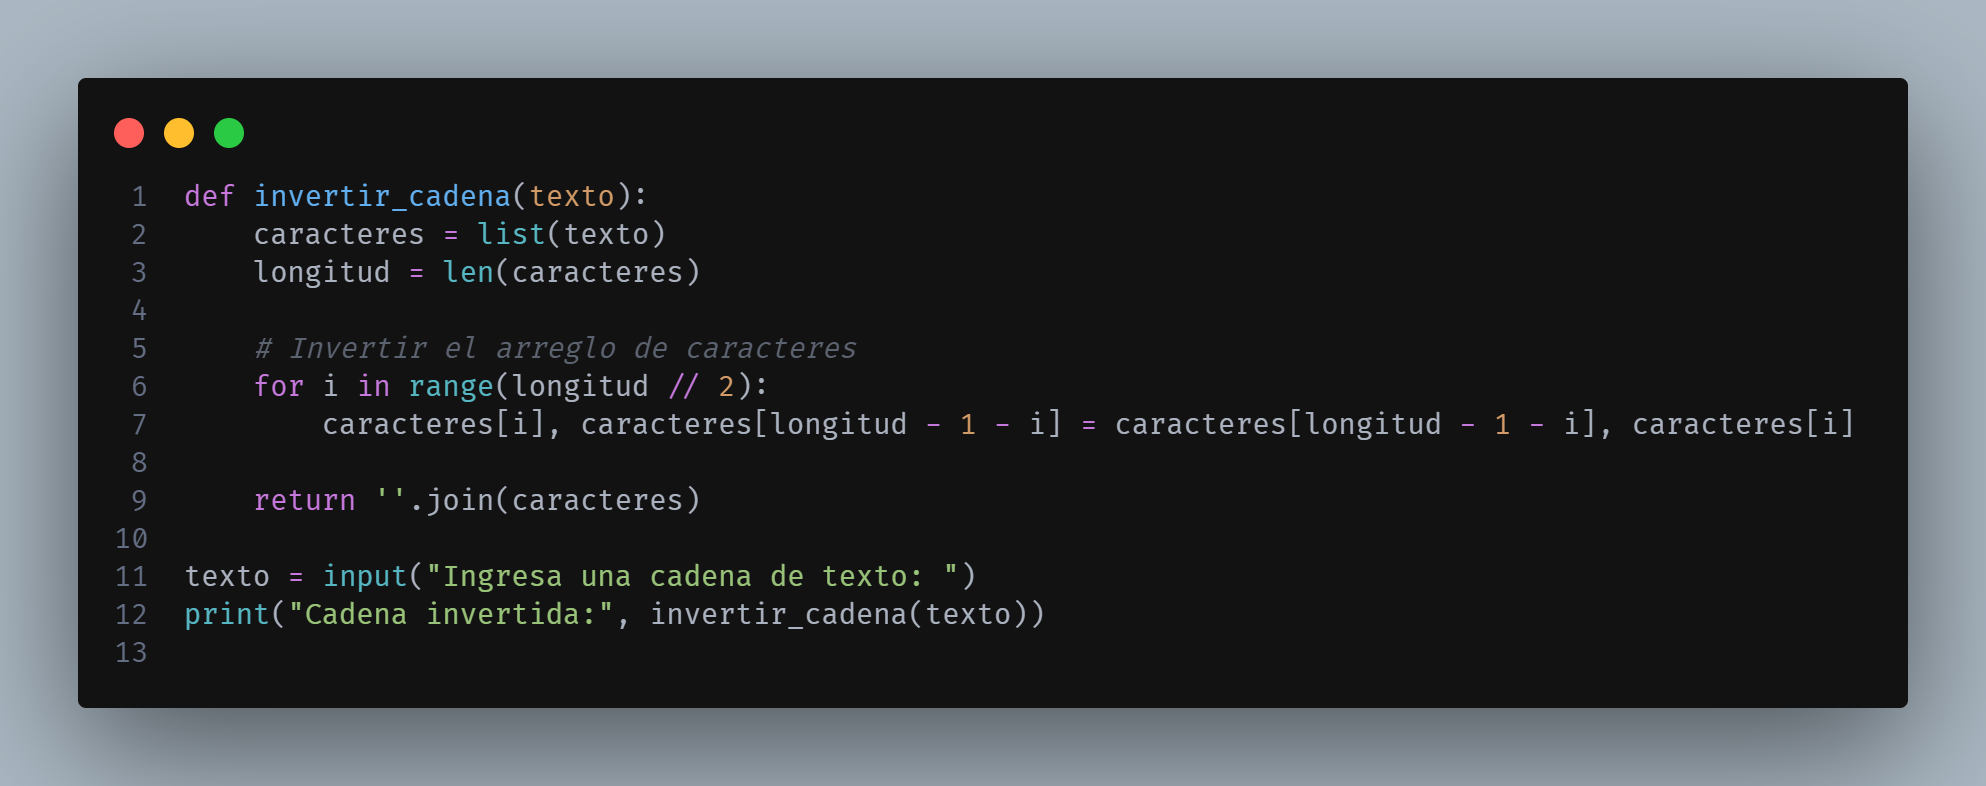 1 def invertir_cadena(texto):
2     caracteres = list(texto)
3     longitud = len(caracteres)
4
5     # Invertir el arreglo de caracteres
6     for i in range(longitud // 2):
7         caracteres[i], caracteres[longitud - 1 - i] = caracteres[longitud - 1 - i], caracteres[i]
8
9     return ''.join(caracteres)
10
11 texto = input("Ingresa una cadena de texto: ")
12 print("Cadena invertida:", invertir_cadena(texto))
13